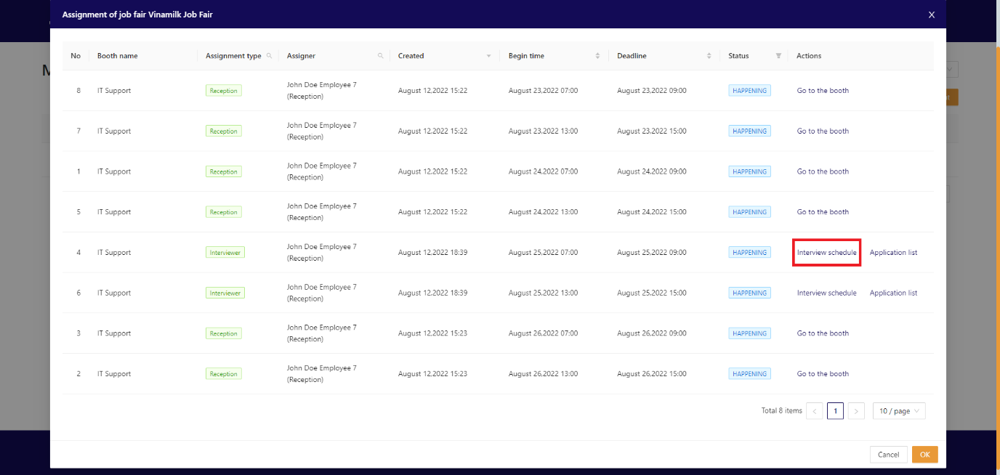 Assignment of job fair Vinamilk Job Fair X
No Booth name Assignment type Assigner Created Begin time Deadline Status Actions
8 IT Support Reception John Doe Employee 7 (Reception) August 12,2022 15:22 August 23,2022 07:00 August 23,2022 09:00 HAPPENING Go to the booth
7 IT Support Reception John Doe Employee 7 (Reception) August 12,2022 15:22 August 23,2022 13:00 August 23,2022 15:00 HAPPENING Go to the booth
1 IT Support Reception John Doe Employee 7 (Reception) August 12,2022 15:22 August 24,2022 07:00 August 24,2022 09:00 HAPPENING Go to the booth
5 IT Support Reception John Doe Employee 7 (Reception) August 12,2022 15:22 August 24,2022 13:00 August 24,2022 15:00 HAPPENING Go to the booth
4 IT Support Interviewer John Doe Employee 7 (Reception) August 12,2022 18:39 August 25,2022 07:00 August 25,2022 09:00 HAPPENING Interview schedule Application list
6 IT Support Interviewer John Doe Employee 7 (Reception) August 12,2022 18:39 August 25,2022 13:00 August 25,2022 15:00 HAPPENING Interview schedule Application list
3 IT Support Reception John Doe Employee 7 (Reception) August 12,2022 15:23 August 26,2022 07:00 August 26,2022 09:00 HAPPENING Go to the booth
2 IT Support Reception John Doe Employee 7 (Reception) August 12,2022 15:23 August 26,2022 13:00 August 26,2022 15:00 HAPPENING Go to the booth
Total 8 items < 1 > 10 / page
Cancel OK